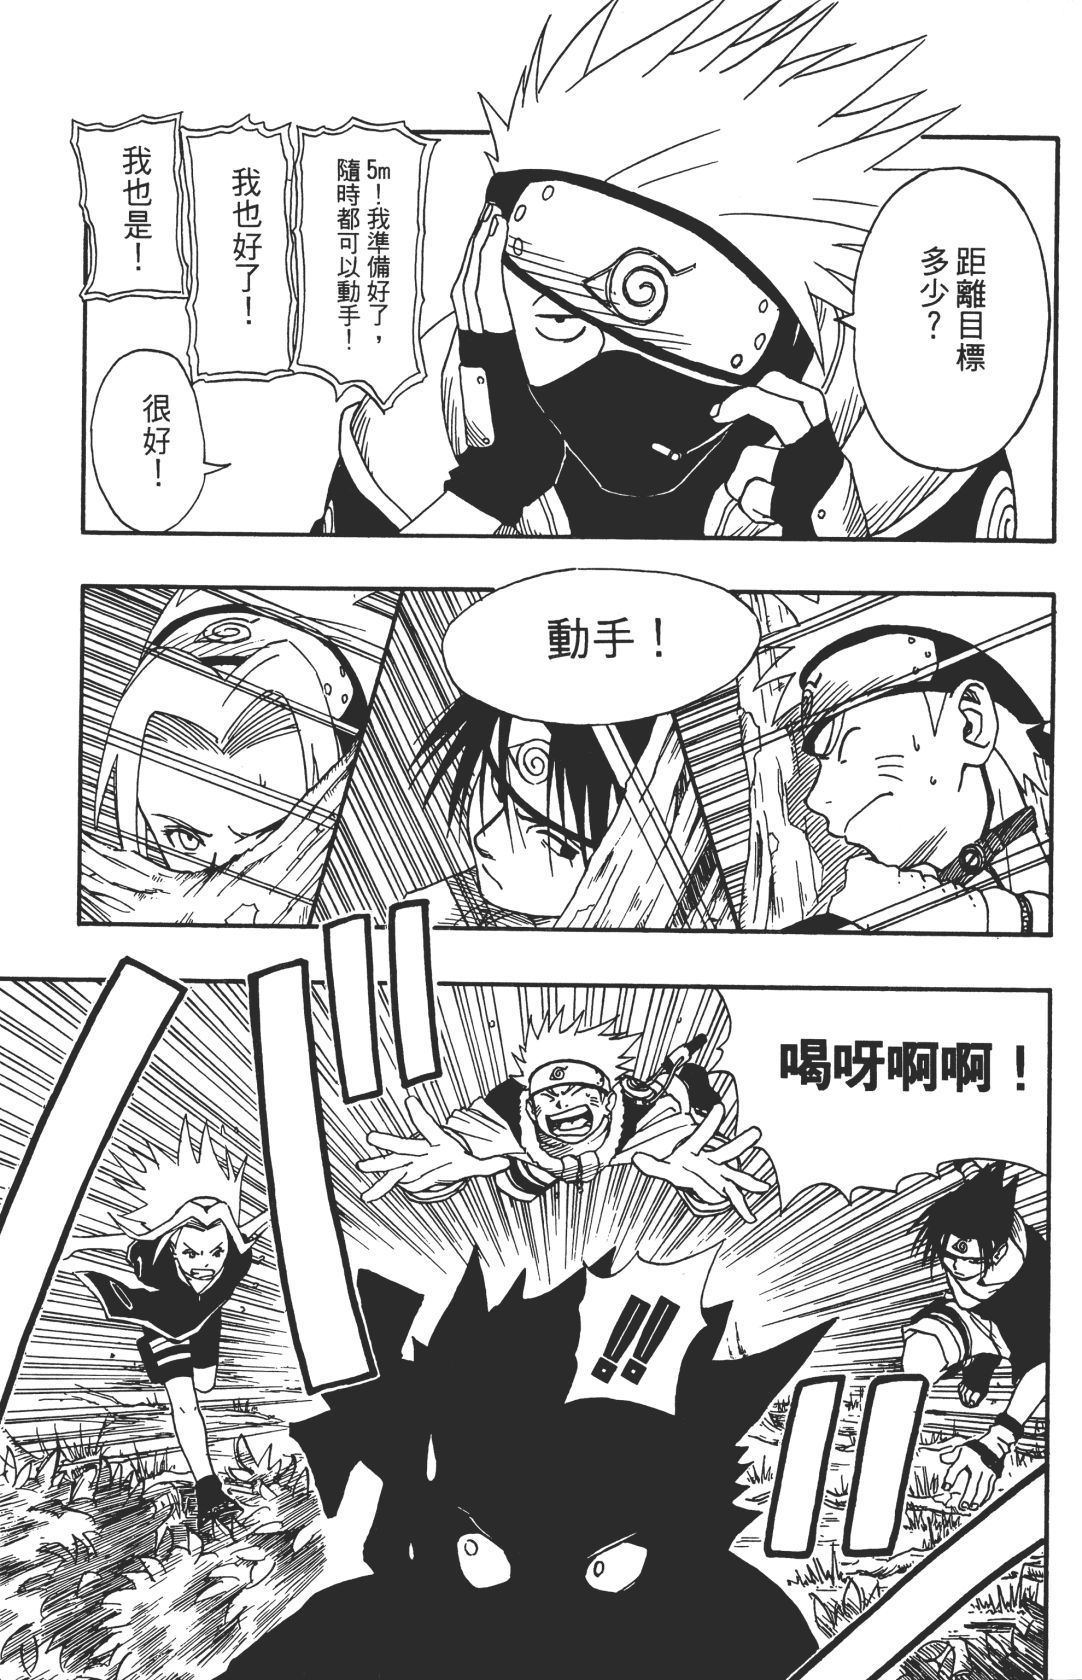 距離目標
多少？
5m！我準備好了，
隨時都可以動手！
我也好了！
我也是！
很好！
動手！
喝呀啊啊！
!!